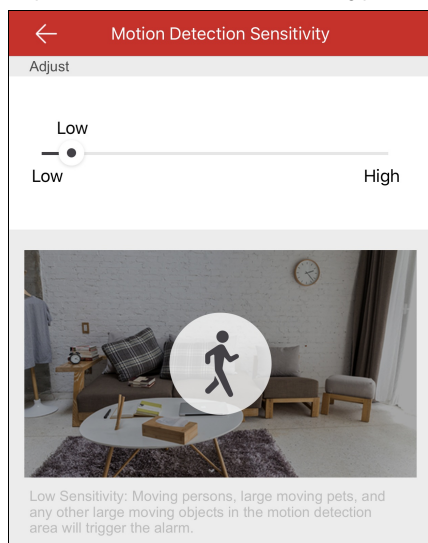 Motion Detection Sensitivity
Adjust
Low
Low High
Low Sensitivity: Moving persons, large moving pets, and
any other large moving objects in the motion detection
area will trigger the alarm.